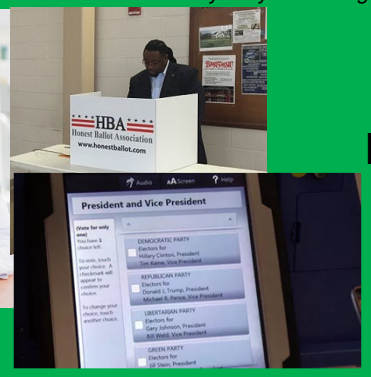 HBA
Honest Ballot Association
www.honestballot.com
Audio AA Screen ? Help
President and Vice President
(Vote for only
one)
You have 1
choice left.
To vote, touch
your choice. A
checkmark will
appear to
confirm your
choice.
To change your
choice, touch
another choice.
DEMOCRATIC PARTY
Electors for
Hillary Clinton, President
Tim Kaine, Vice President
REPUBLICAN PARTY
Electors for
Donald J. Trump, President
Michael R. Pence, Vice President
LIBERTARIAN PARTY
Electors for
Gary Johnson, President
Bill Weld, Vice President
GREEN PARTY
Electors for
Jill Stein, President